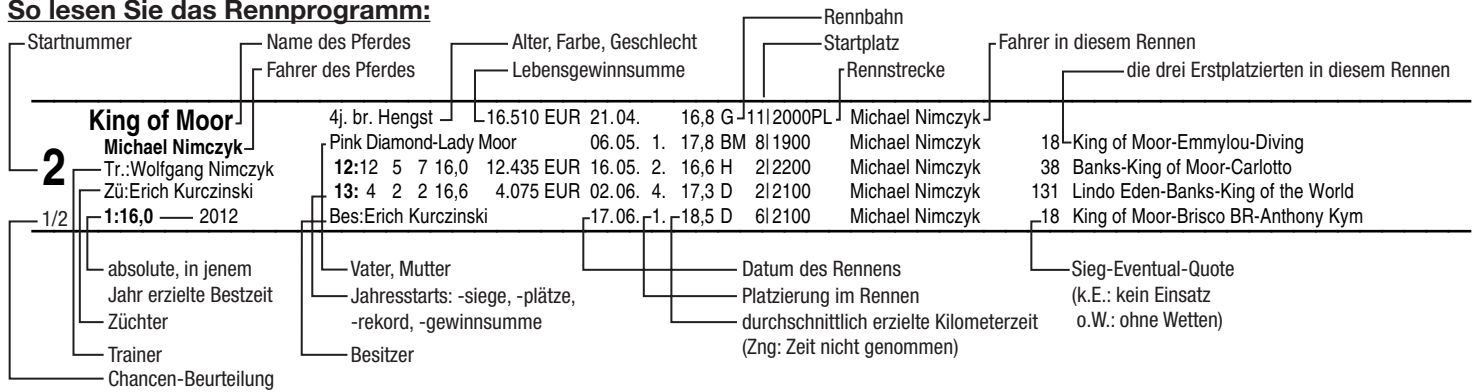 So lesen Sie das Rennprogramm:
Rennbahn
Startnummer Name des Pferdes Alter, Farbe, Geschlecht Startplatz Fahrer in diesem Rennen
Fahrer des Pferdes Lebensgewinnsumme Rennstrecke die drei Erstplatzierten in diesem Rennen
King of Moor 4j. br. Hengst 16.510 EUR 21.04. 16,8 G 11|2000PL Michael Nimczyk
Michael Nimczyk Pink Diamond-Lady Moor 06.05. 1. 17,8 BM 8|1900 Michael Nimczyk 18 King of Moor-Emmylou-Diving
2 Tr.:Wolfgang Nimczyk 12:12 5 7 16,0 12.435 EUR 16.05. 2. 16,6 H 2|2200 Michael Nimczyk 38 Banks-King of Moor-Carlotto
Zü:Erich Kurczinski 13: 4 2 2 16,6 4.075 EUR 02.06. 4. 17,3 D 2|2100 Michael Nimczyk 131 Lindo Eden-Banks-King of the World
1/2 1:16,0 2012 Bes:Erich Kurczinski 17.06. 1. 18,5 D 6|2100 Michael Nimczyk 18 King of Moor-Brisco BR-Anthony Kym
absolute, in jenem Vater, Mutter Datum des Rennens Sieg-Eventual-Quote
Jahr erzielte Bestzeit Jahresstarts: -siege, -plätze, Platzierung im Rennen (k.E.: kein Einsatz
Züchter -rekord, -gewinnsumme durchschnittlich erzielte Kilometerzeit o.W.: ohne Wetten)
Trainer Besitzer (Zng: Zeit nicht genommen)
Chancen-Beurteilung